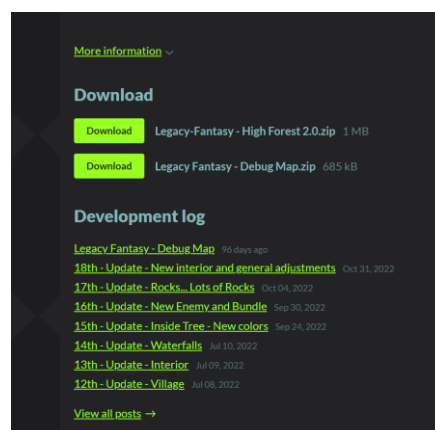 More information
Download
Download Legacy-Fantasy - High Forest 2.0.zip 1 MB
Download Legacy Fantasy - Debug Map.zip 685 kB
Development log
Legacy Fantasy - Debug Map 96 days ago
18th - Update - New interior and general adjustments Oct 31, 2022
17th - Update - Rocks... Lots of Rocks Oct 04, 2022
16th - Update - New Enemy and Bundle Sep 30, 2022
15th - Update - Inside Tree - New colors Sep 24, 2022
14th - Update - Waterfalls Jul 10, 2022
13th - Update - Interior Jul 09, 2022
12th - Update - Village Jul 08, 2022
View all posts →